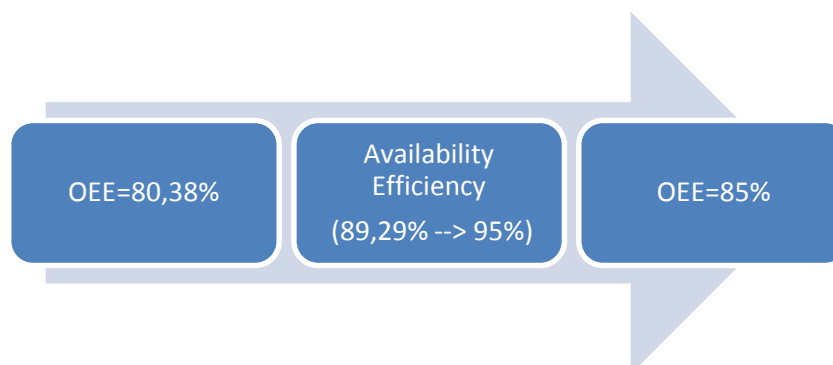 OEE=80,38%
Availability
Efficiency
(89,29% --> 95%)
OEE=85%